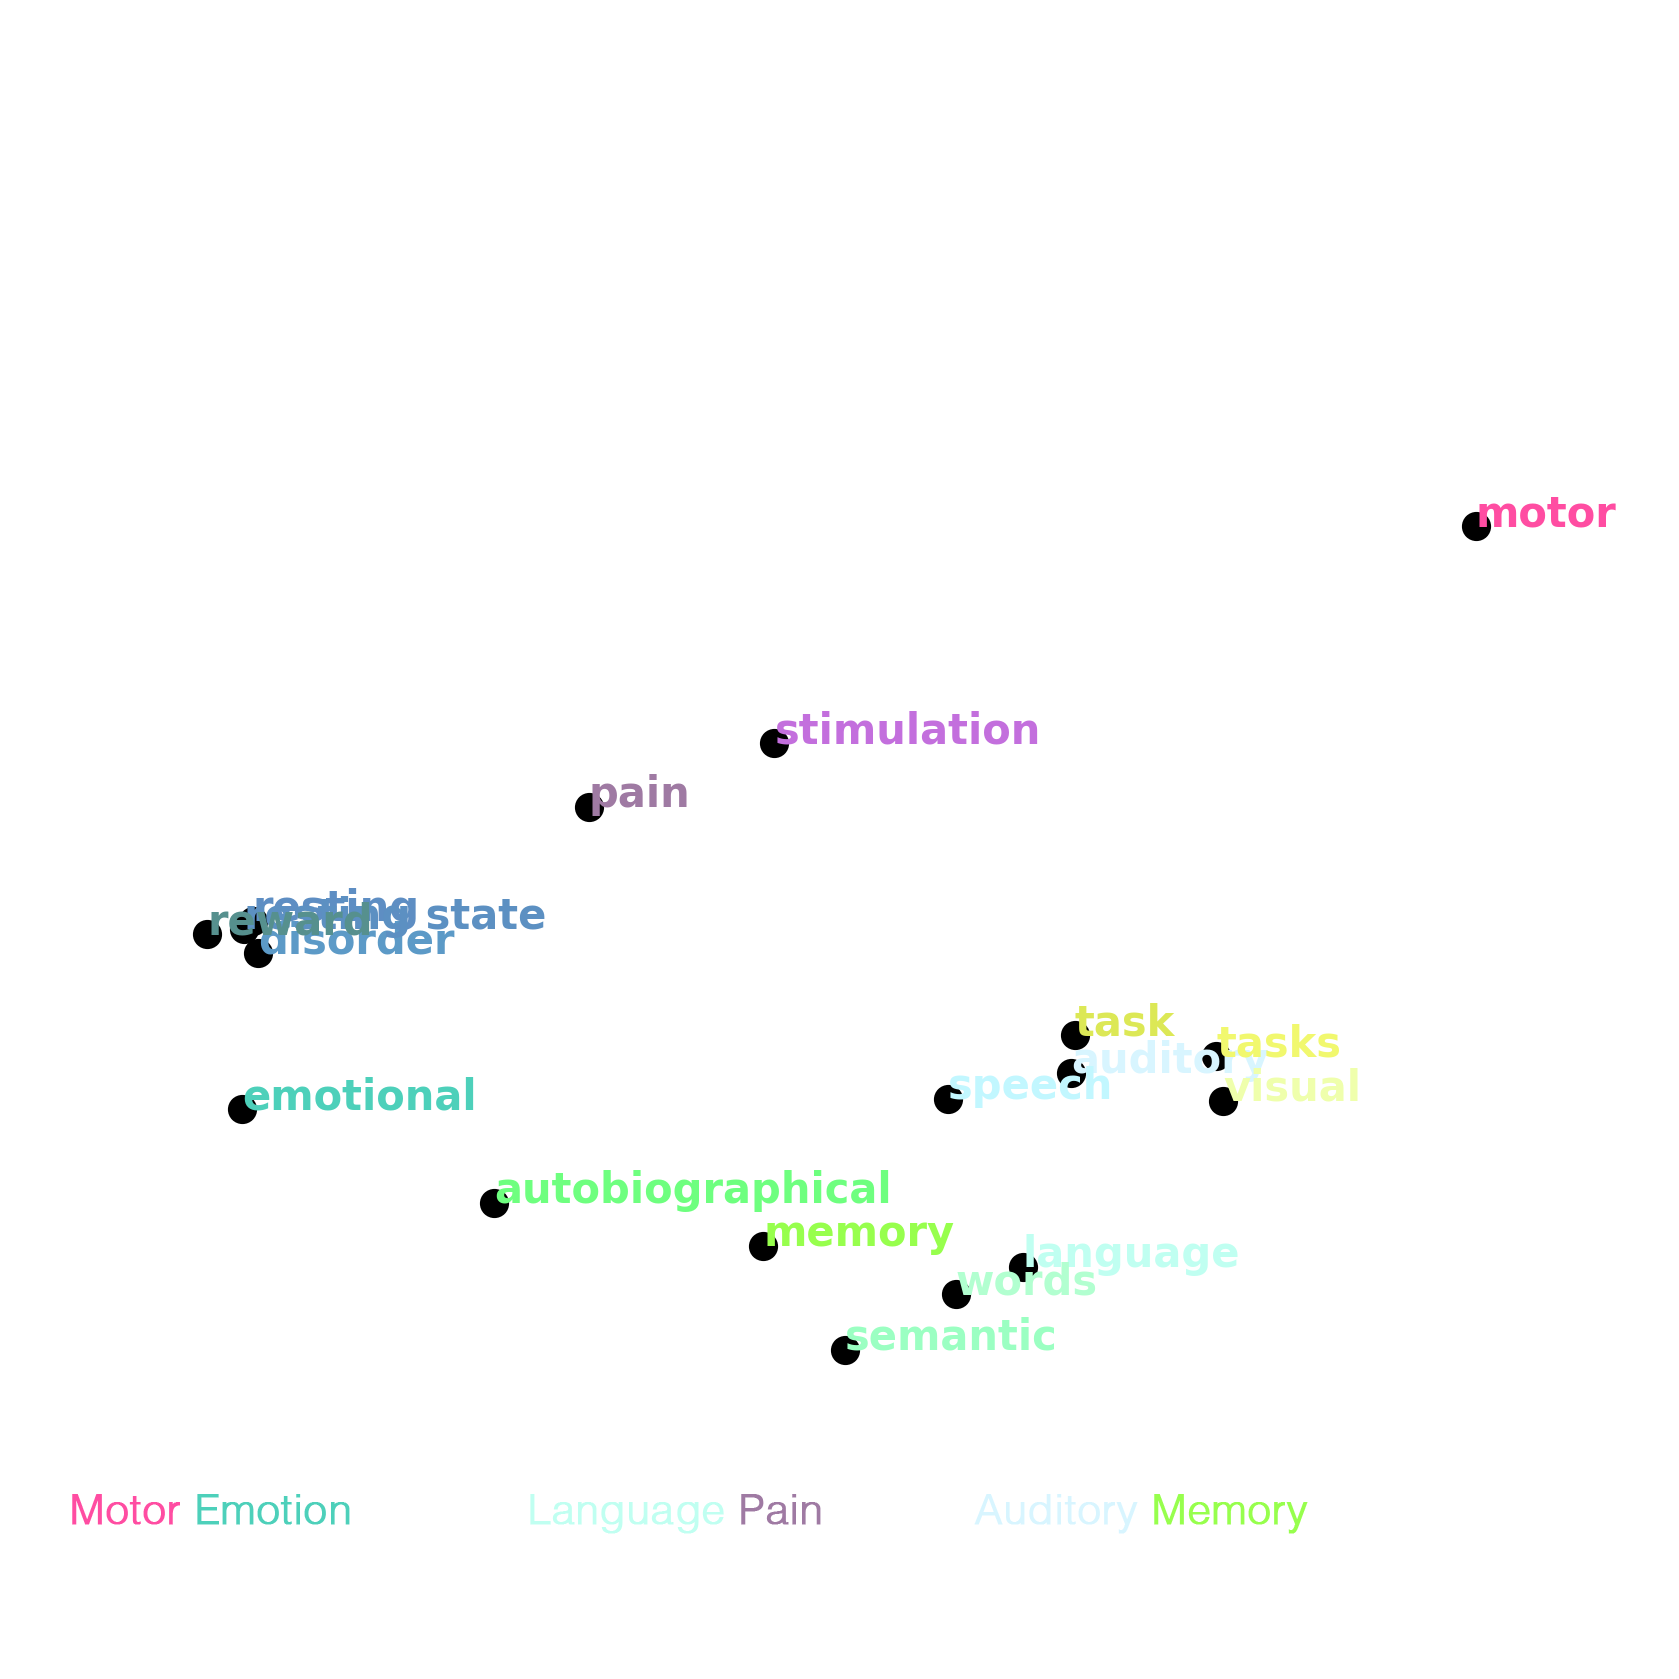 motor
stimulation
pain
resting
resting state
reward
disorder
task
tasks
auditory
speech
visual
emotional
autobiographical
memory
language
words
semantic
Motor Emotion Language Pain Auditory Memory